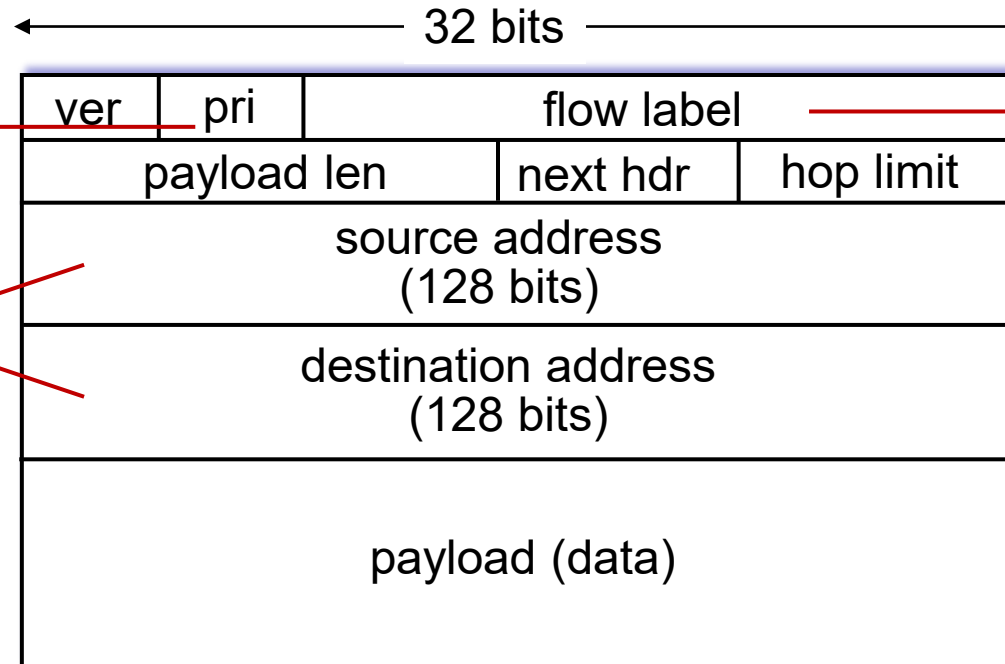 32 bits
ver pri flow label
payload len next hdr hop limit
source address
(128 bits)
destination address
(128 bits)
payload (data)